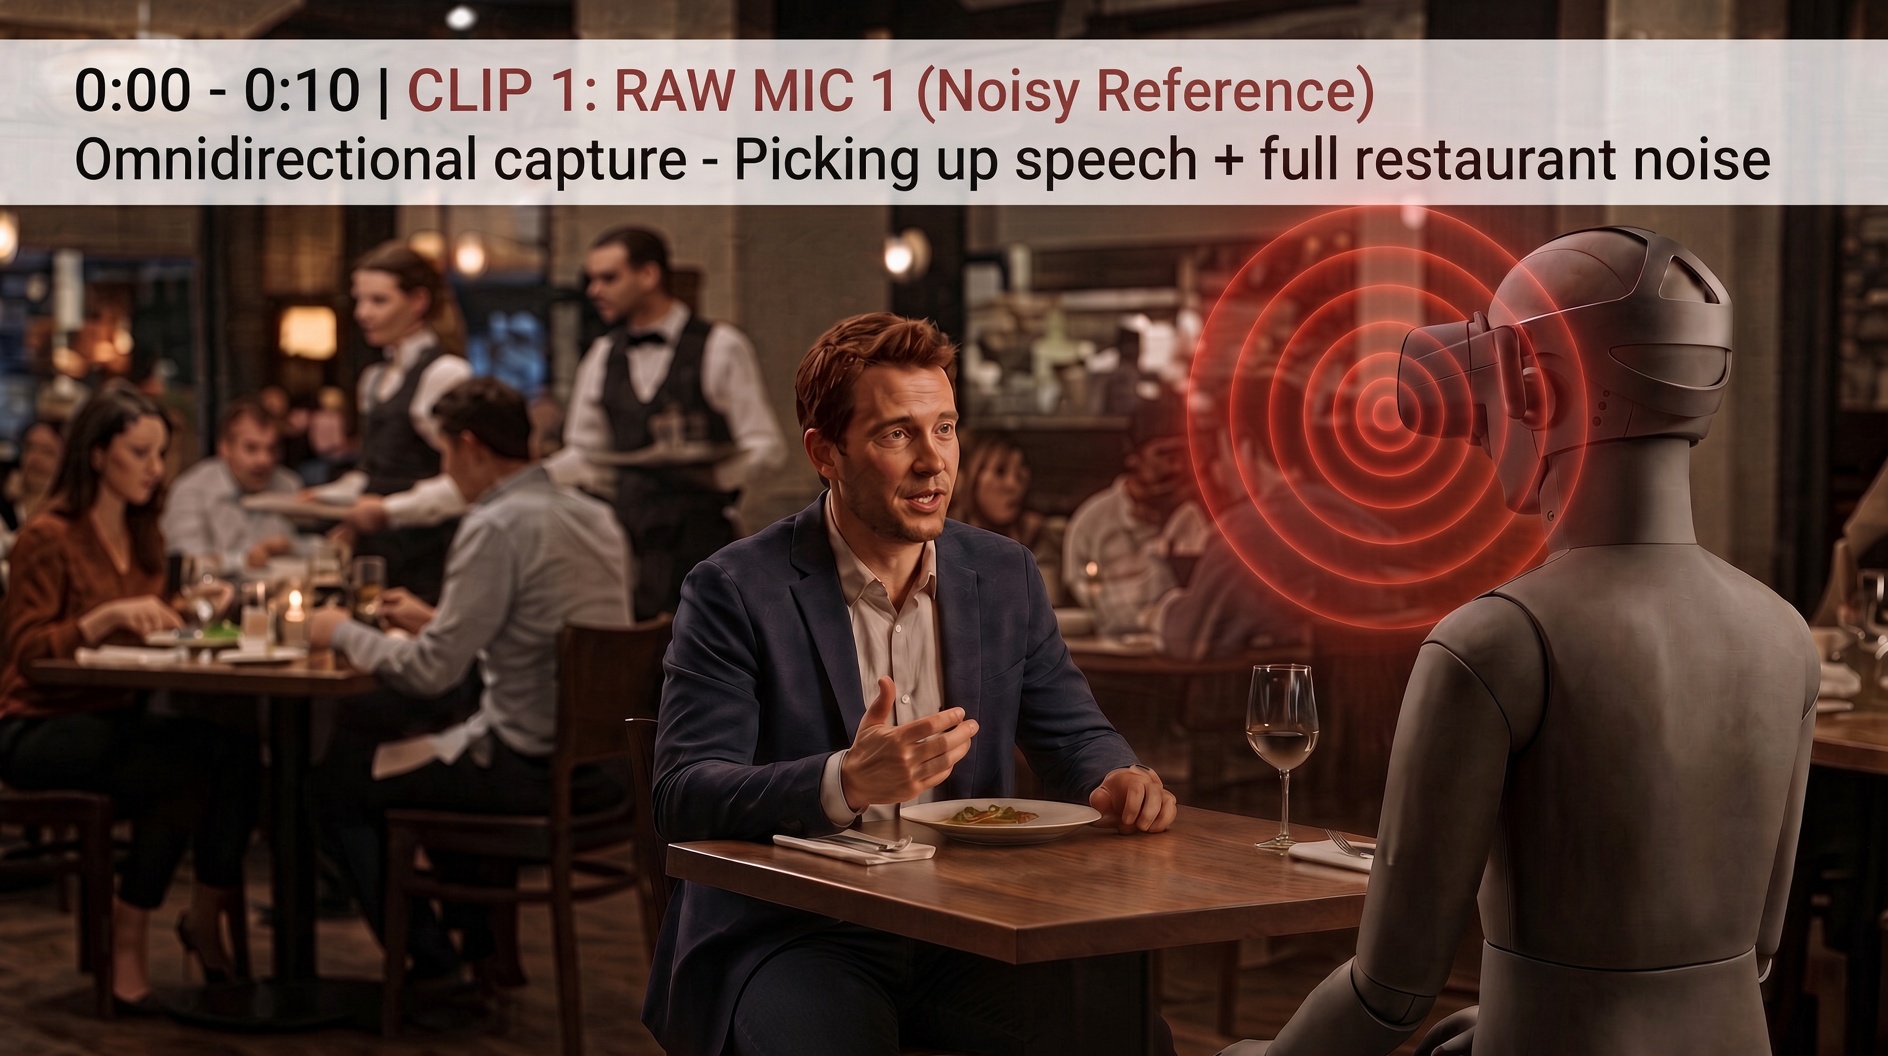 0:00 - 0:10 | CLIP 1: RAW MIC 1 (Noisy Reference)
Omnidirectional capture - Picking up speech + full restaurant noise